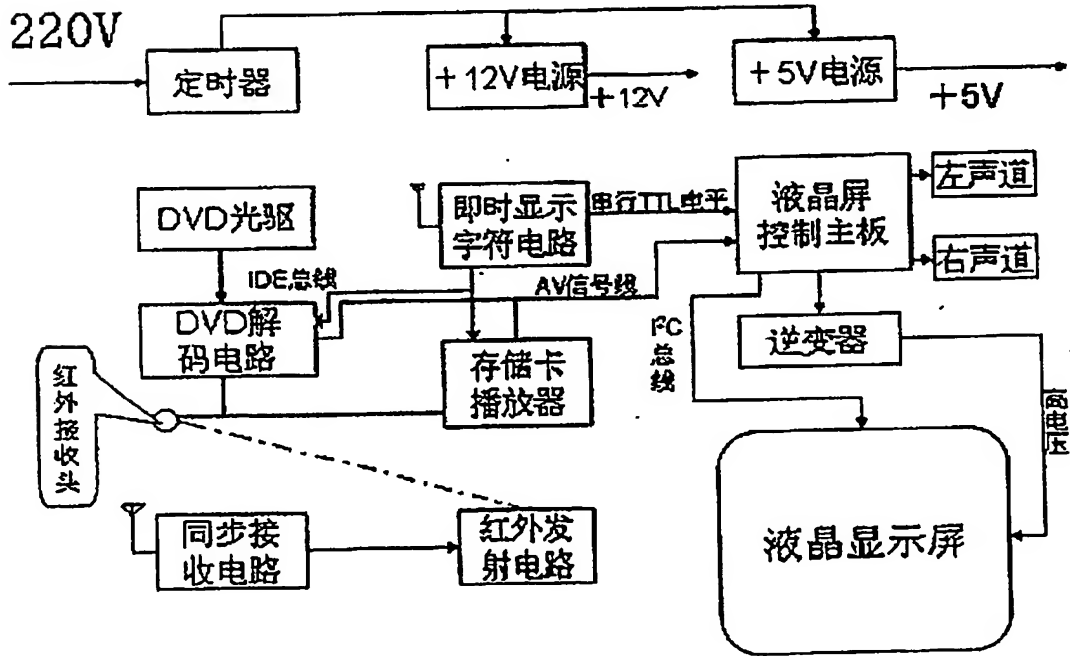 220V
定时器
+12V电源
+12V
+5V电源
+5V
DVD光驱
即时显示
字符电路
串行TTL电平
液晶屏
控制主板
左声道
右声道
IDE总线
AV信号线
DVD解
码电路
存储卡
播放器
I²C
总
线
逆变器
高
电
压
红
外
接
收
头
同步接
收电路
红外发
射电路
液晶显示屏